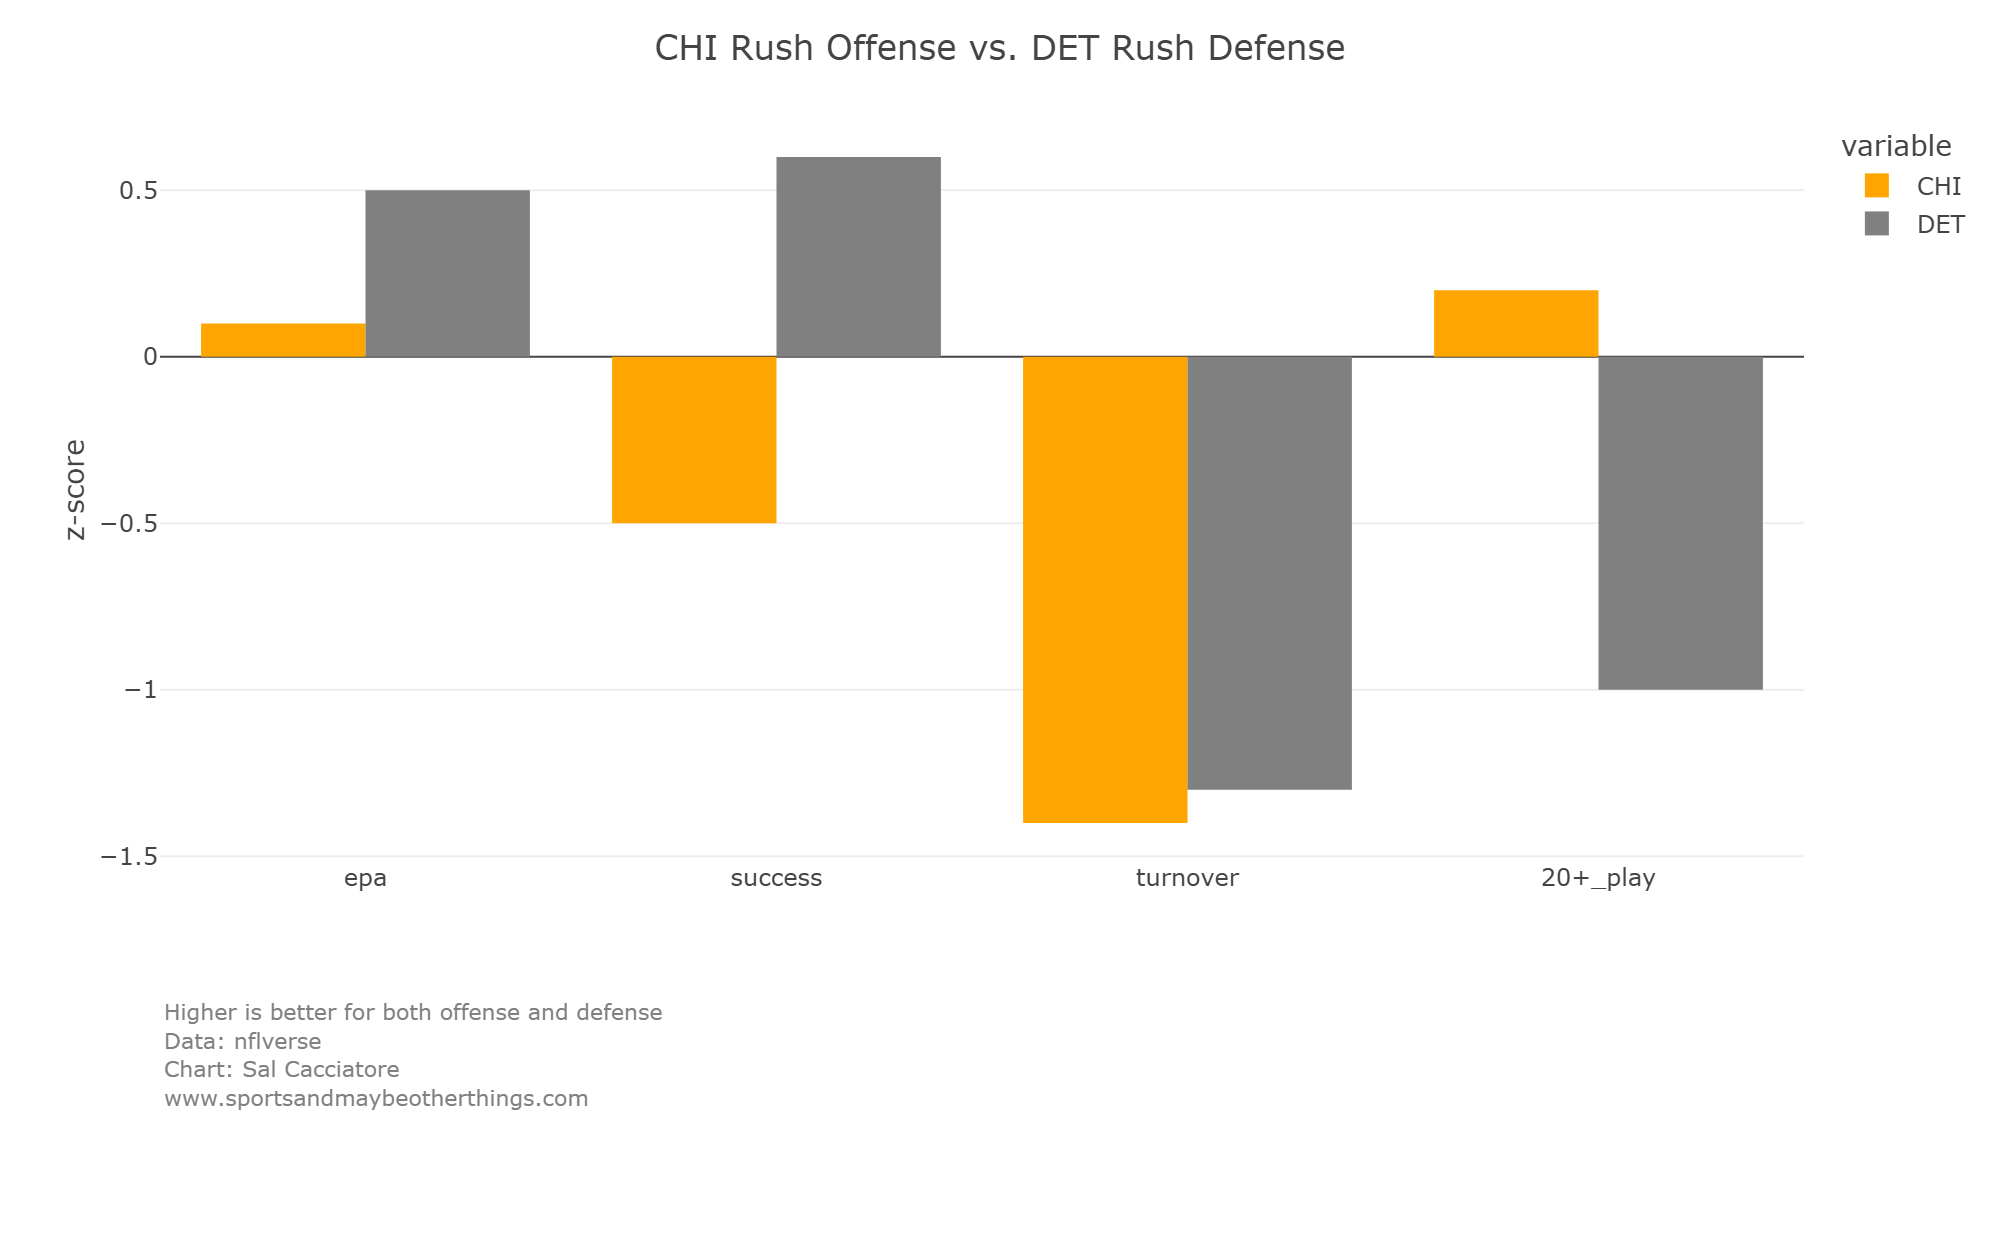 CHI Rush Offense vs. DET Rush Defense
variable
CHI
DET
0.5
0
−0.5
−1
−1.5
z-score
epa
success
turnover
20+_play
Higher is better for both offense and defense
Data: nflverse
Chart: Sal Cacciatore
www.sportsandmaybeotherthings.com